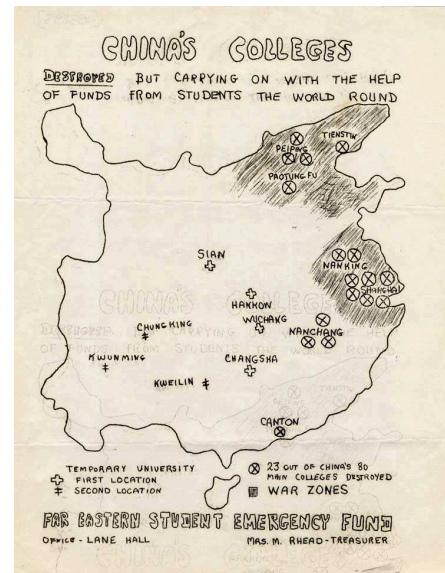 CHINA'S COLLEGES
DESTROYED BUT CARRYING ON WITH THE HELP
OF FUNDS FROM STUDENTS THE WORLD ROUND
TIENSTIN
PEIPING
PAOTUNG FU
SIAN
NANKING
SHANGHAI
HANKOW
WUCHANG
CHUNGKING
NANCHANG
KWUNMING
CHANGSHA
KWEILIN
CANTON
TEMPORARY UNIVERSITY
FIRST LOCATION
SECOND LOCATION
23 OUT OF CHINA'S 80
MAIN COLLEGES DESTROYED
WAR ZONES
FAR EASTERN STUDENT EMERGENCY FUND
OFFICE - LANE HALL MRS. M. RHEAD - TREASURER